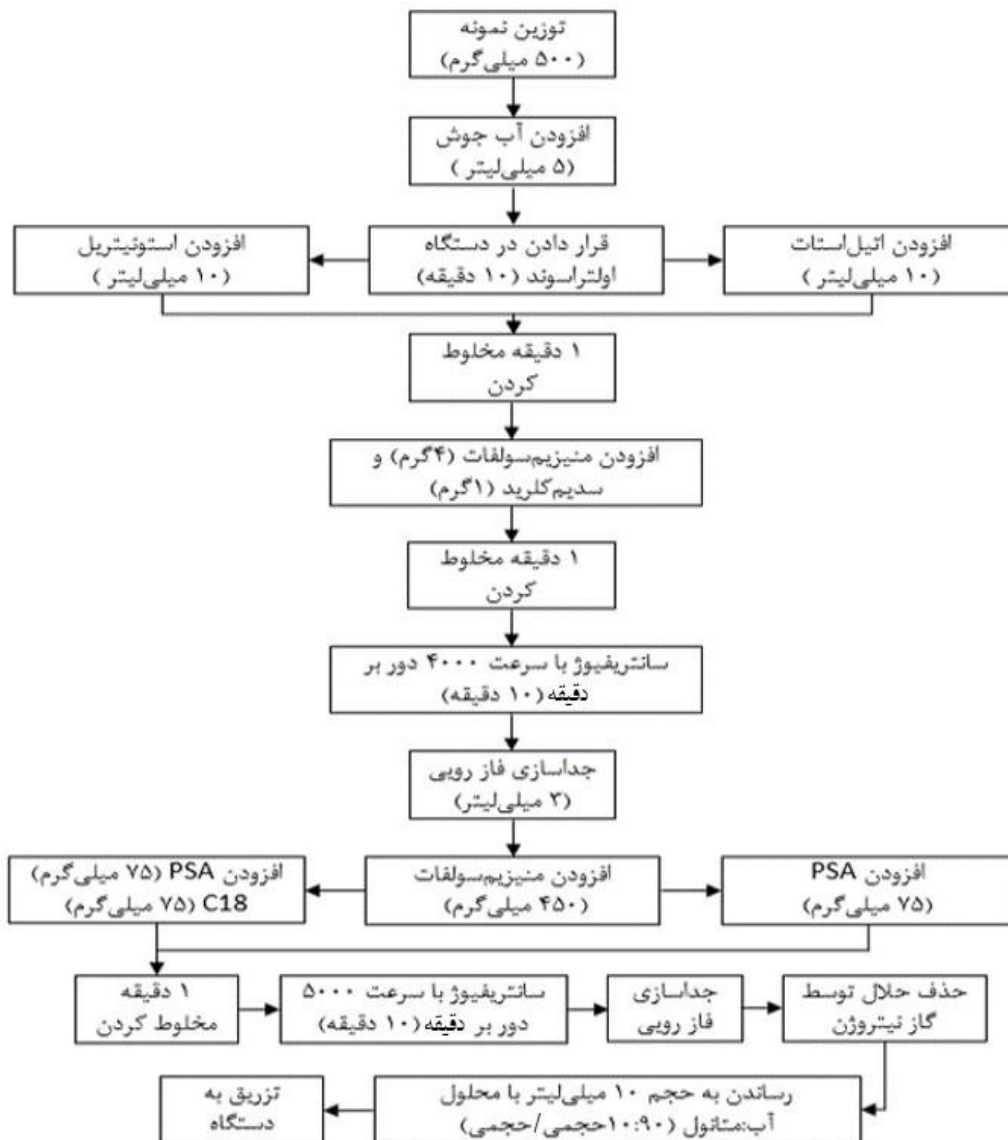 توزین نمونه
(۵۰۰ میلی‌گرم)
افزودن آب جوش
(۵ میلی‌لیتر )
افزودن اتیل‌استات
(۱۰ میلی‌لیتر )
قرار دادن در دستگاه
اولتراسوند (۱۰ دقیقه)
افزودن استونیتریل
(۱۰ میلی‌لیتر )
۱ دقیقه مخلوط
کردن
افزودن منیزیم‌سولفات (۴گرم) و
سدیم‌کلرید (۱گرم)
۱ دقیقه مخلوط
کردن
سانتریفیوژ با سرعت ۴۰۰۰ دور بر
دقیقه (۱۰ دقیقه)
جداسازی فاز رویی
(۳ میلی‌لیتر)
افزودن PSA
(۷۵ میلی‌گرم)
افزودن منیزیم‌سولفات
(۴۵۰ میلی‌گرم)
افزودن PSA (۷۵ میلی‌گرم)
C18 (۷۵ میلی‌گرم)
۱ دقیقه
مخلوط کردن
سانتریفیوژ با سرعت ۵۰۰۰
دور بر دقیقه (۱۰ دقیقه)
جداسازی
فاز رویی
حذف حلال توسط
گاز نیتروژن
رساندن به حجم ۱۰ میلی‌لیتر با محلول
آب:متانول (۱۰:۹۰حجمی/حجمی)
تزریق به
دستگاه